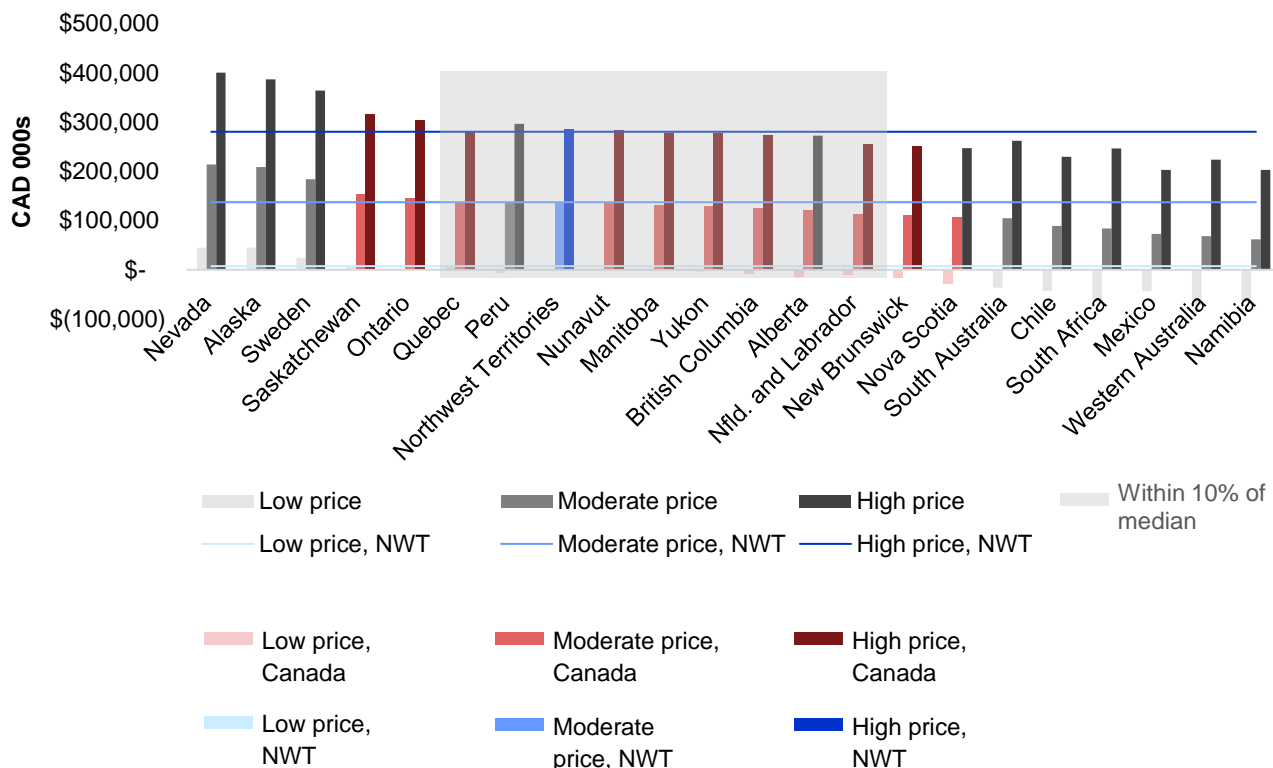 $500,000
$400,000
$300,000
$200,000
$100,000
$-
$(100,000)
CAD 000s
Nevada
Alaska
Sweden
Saskatchewan
Ontario
Quebec
Peru
Northwest Territories
Nunavut
Manitoba
Yukon
British Columbia
Alberta
Nfld. and Labrador
New Brunswick
Nova Scotia
South Australia
Chile
South Africa
Mexico
Western Australia
Namibia
Low price
Moderate price
High price
Within 10% of
median
Low price, NWT
Moderate price, NWT
High price, NWT
Low price,
Canada
Moderate price,
Canada
High price,
Canada
Low price,
NWT
Moderate
price, NWT
High price,
NWT